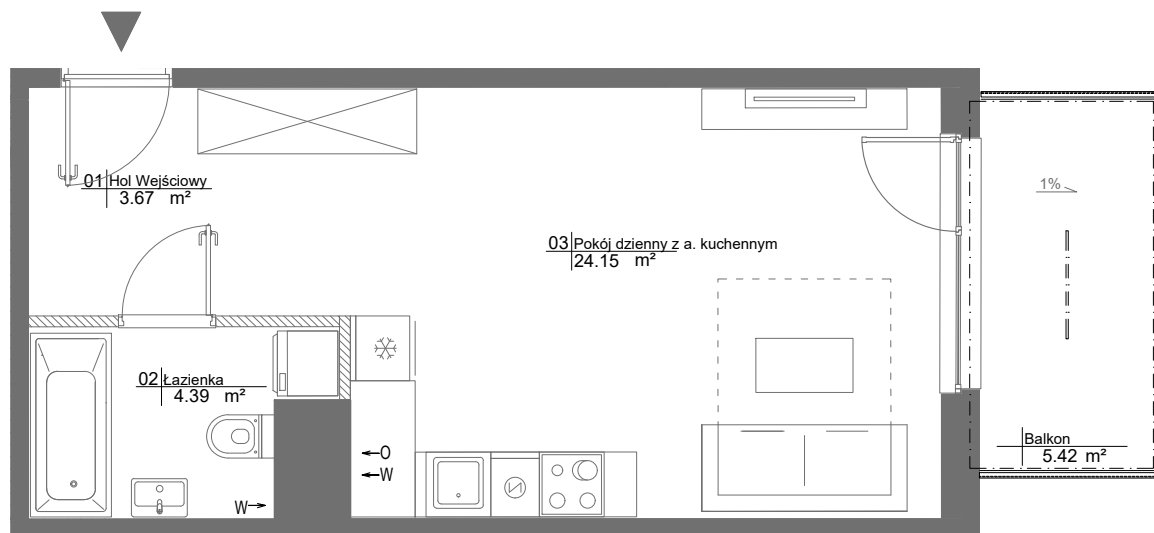 01 Hol Wejściowy
3.67 m²
1%
03 Pokój dzienny z a. kuchennym
24.15 m²
02 Łazienka
4.39 m²
Balkon
5.42 m²
O
W
W